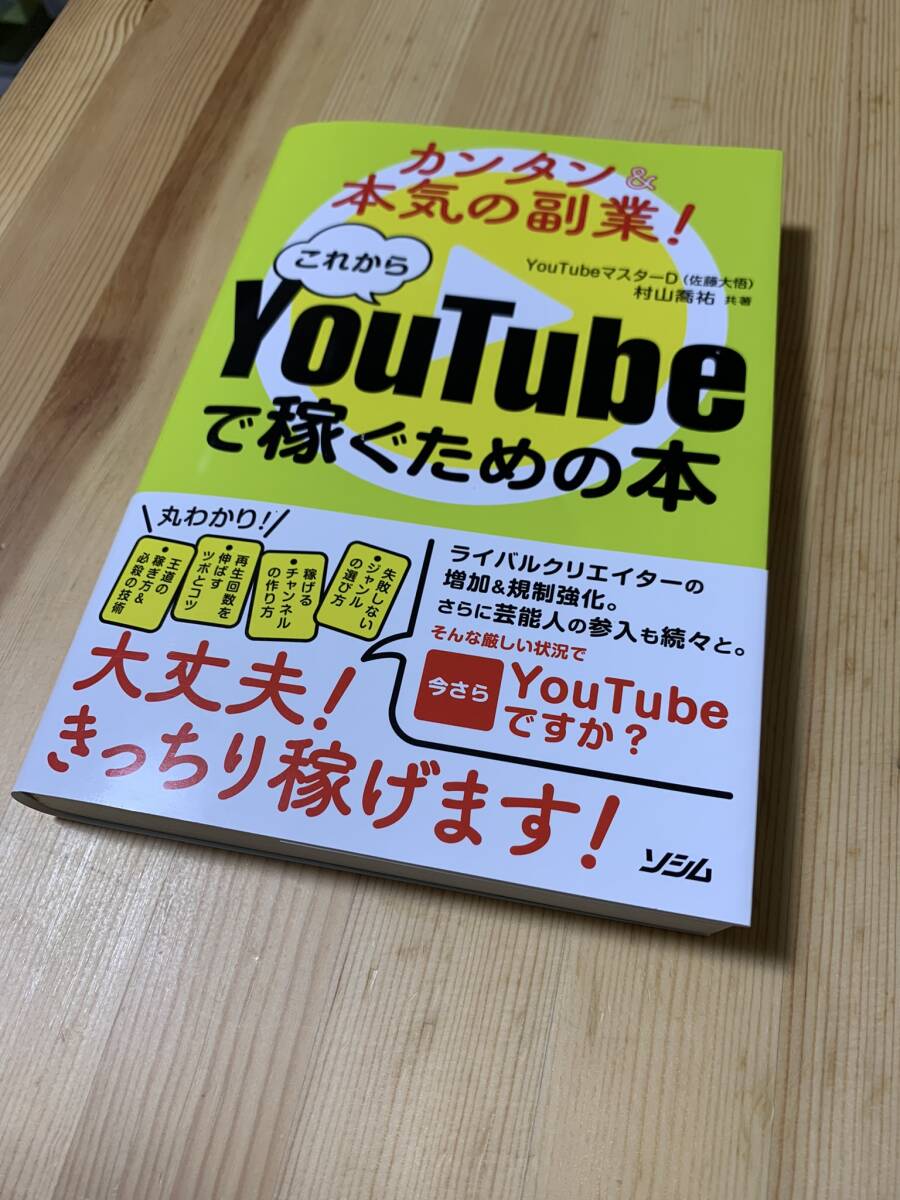 カンタン&
本気の副業!
YouTubeマスターD(佐藤大悟)
村山喬祐 共著
これから
YouTube
で稼ぐための本
丸わかり!
・失敗しない
ジャンル
の選び方
・稼げる
チャンネル
の作り方
・再生回数を
伸ばす
ツボとコツ
・王道の
稼ぎ方&
必殺の技術
ライバルクリエイターの
増加&規制強化。
さらに芸能人の参入も続々と。
そんな厳しい状況で
今さら
YouTube
ですか?
大丈夫!
きっちり稼げます!
ソシム